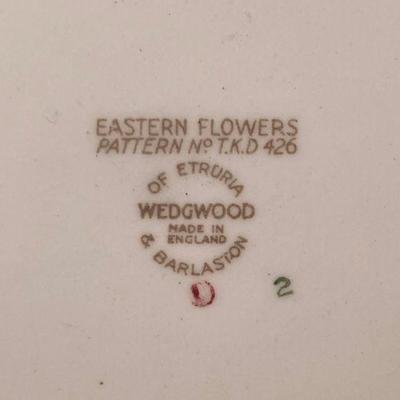 EASTERN FLOWERS
PATTERN No T.K.D 426
OF ETRURIA
WEDGWOOD
MADE IN
ENGLAND
& BARLASTON
2